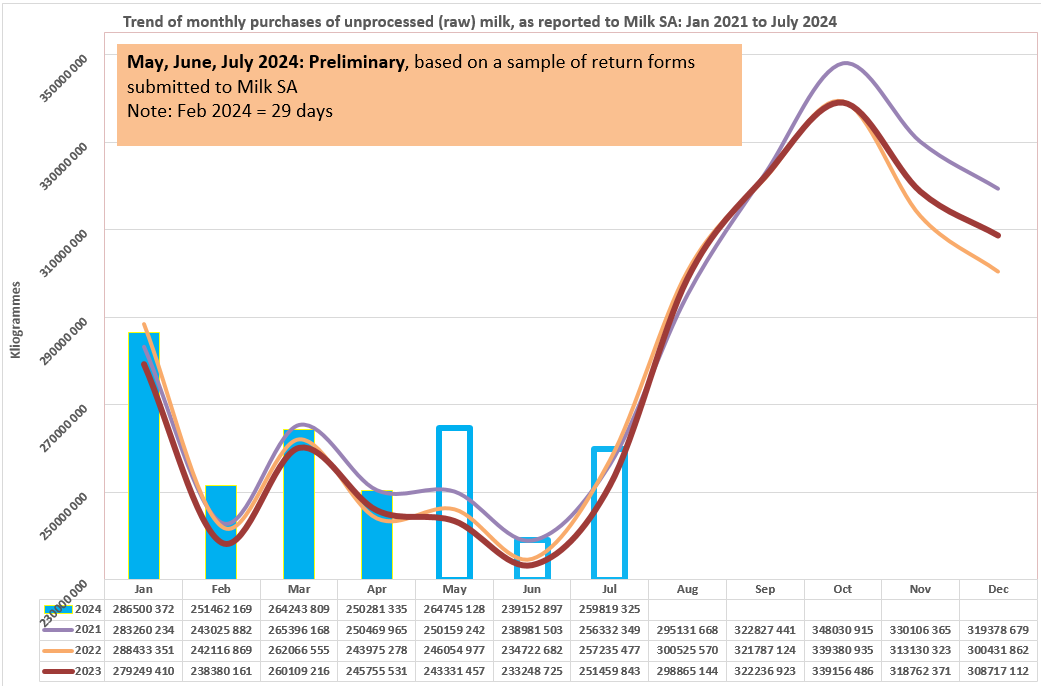 Trend of monthly purchases of unprocessed (raw) milk, as reported to Milk SA: Jan 2021 to July 2024
May, June, July 2024: Preliminary, based on a sample of return forms
submitted to Milk SA
Note: Feb 2024 = 29 days
350000 000
330000 000
310000 000
290000 000
270000 000
250000 000
230000 000
Kliogrammes
Jan Feb Mar Apr May Jun Jul Aug Sep Oct Nov Dec
2024 286500 372 251462 169 264243 809 250281 335 264745 128 239152 897 259819 325
2021 283260 234 243025 882 265396 168 250469 965 250159 242 238981 503 256332 349 295131 668 322827 441 348030 915 330106 365 319378 679
2022 288433 351 242116 869 262066 555 243975 278 246054 977 234722 682 257235 477 300525 570 321787 124 339380 935 313130 323 300431 862
2023 279249 410 238380 161 260109 216 245755 531 243331 457 233248 725 251459 843 298865 144 322236 923 339156 486 318762 371 308717 112